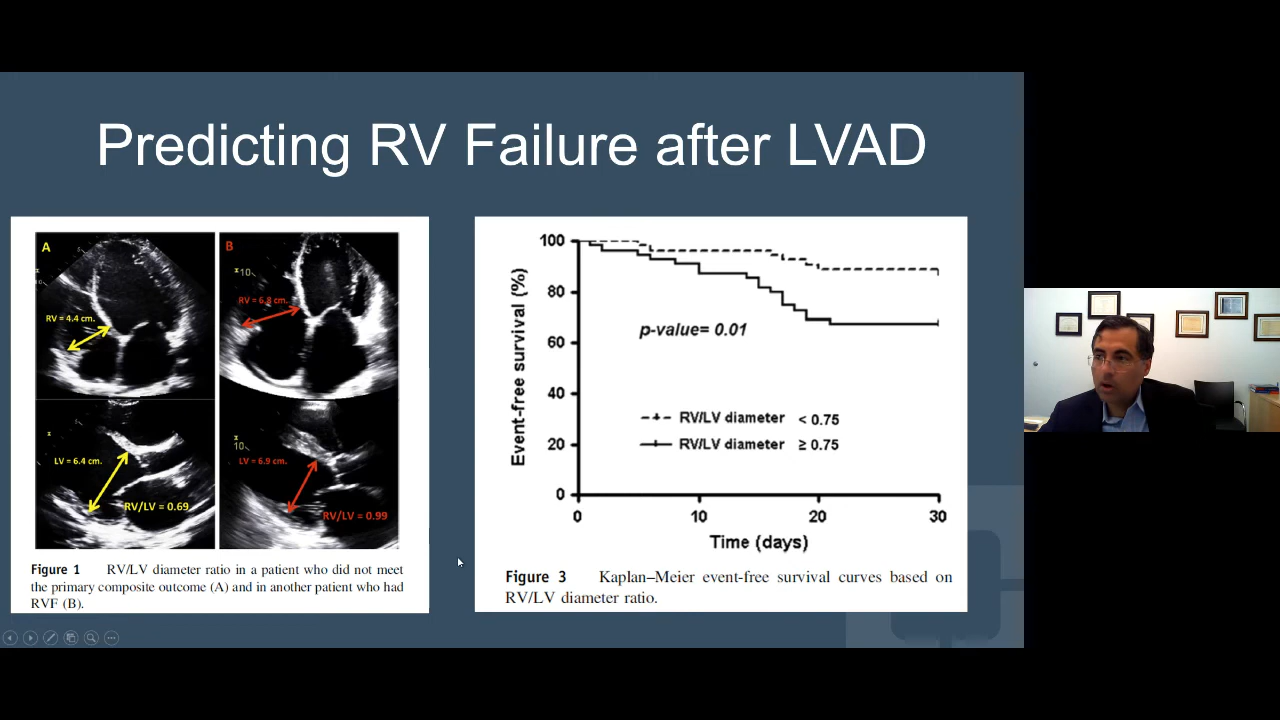 Predicting RV Failure after LVAD
A
RV = 4.4 cm.
LV = 6.4 cm.
RV/LV = 0.69
B
10
RV = 6.8 cm.
10
LV = 6.9 cm.
RV/LV = 0.99
Figure 1 RV/LV diameter ratio in a patient who did not meet
the primary composite outcome (A) and in another patient who had
RVF (B).
Event-free survival (%)
100
80
60
40
20
0
p-value= 0.01
RV/LV diameter < 0.75
RV/LV diameter ≥ 0.75
0 10 20 30
Time (days)
Figure 3 Kaplan–Meier event-free survival curves based on
RV/LV diameter ratio.